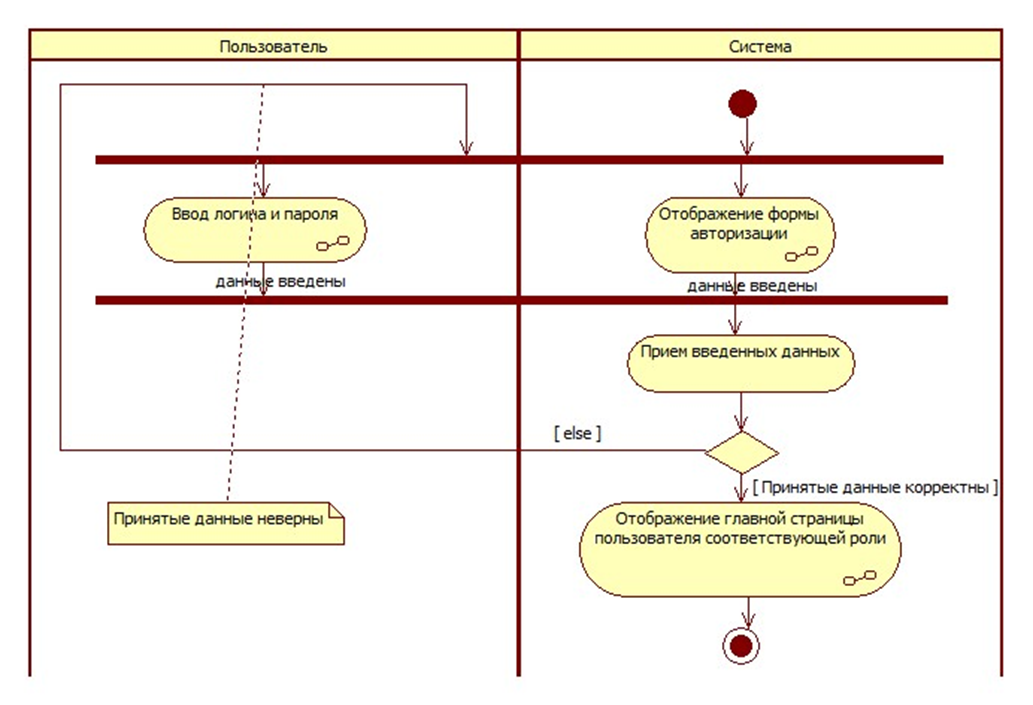 Пользователь
Система
Ввод логина и пароля
Отображение формы
авторизации
данные введены
данные введены
Прием введенных данных
[ else ]
[ Принятые данные корректны ]
Принятые данные неверны
Отображение главной страницы
пользователя соответствующей роли